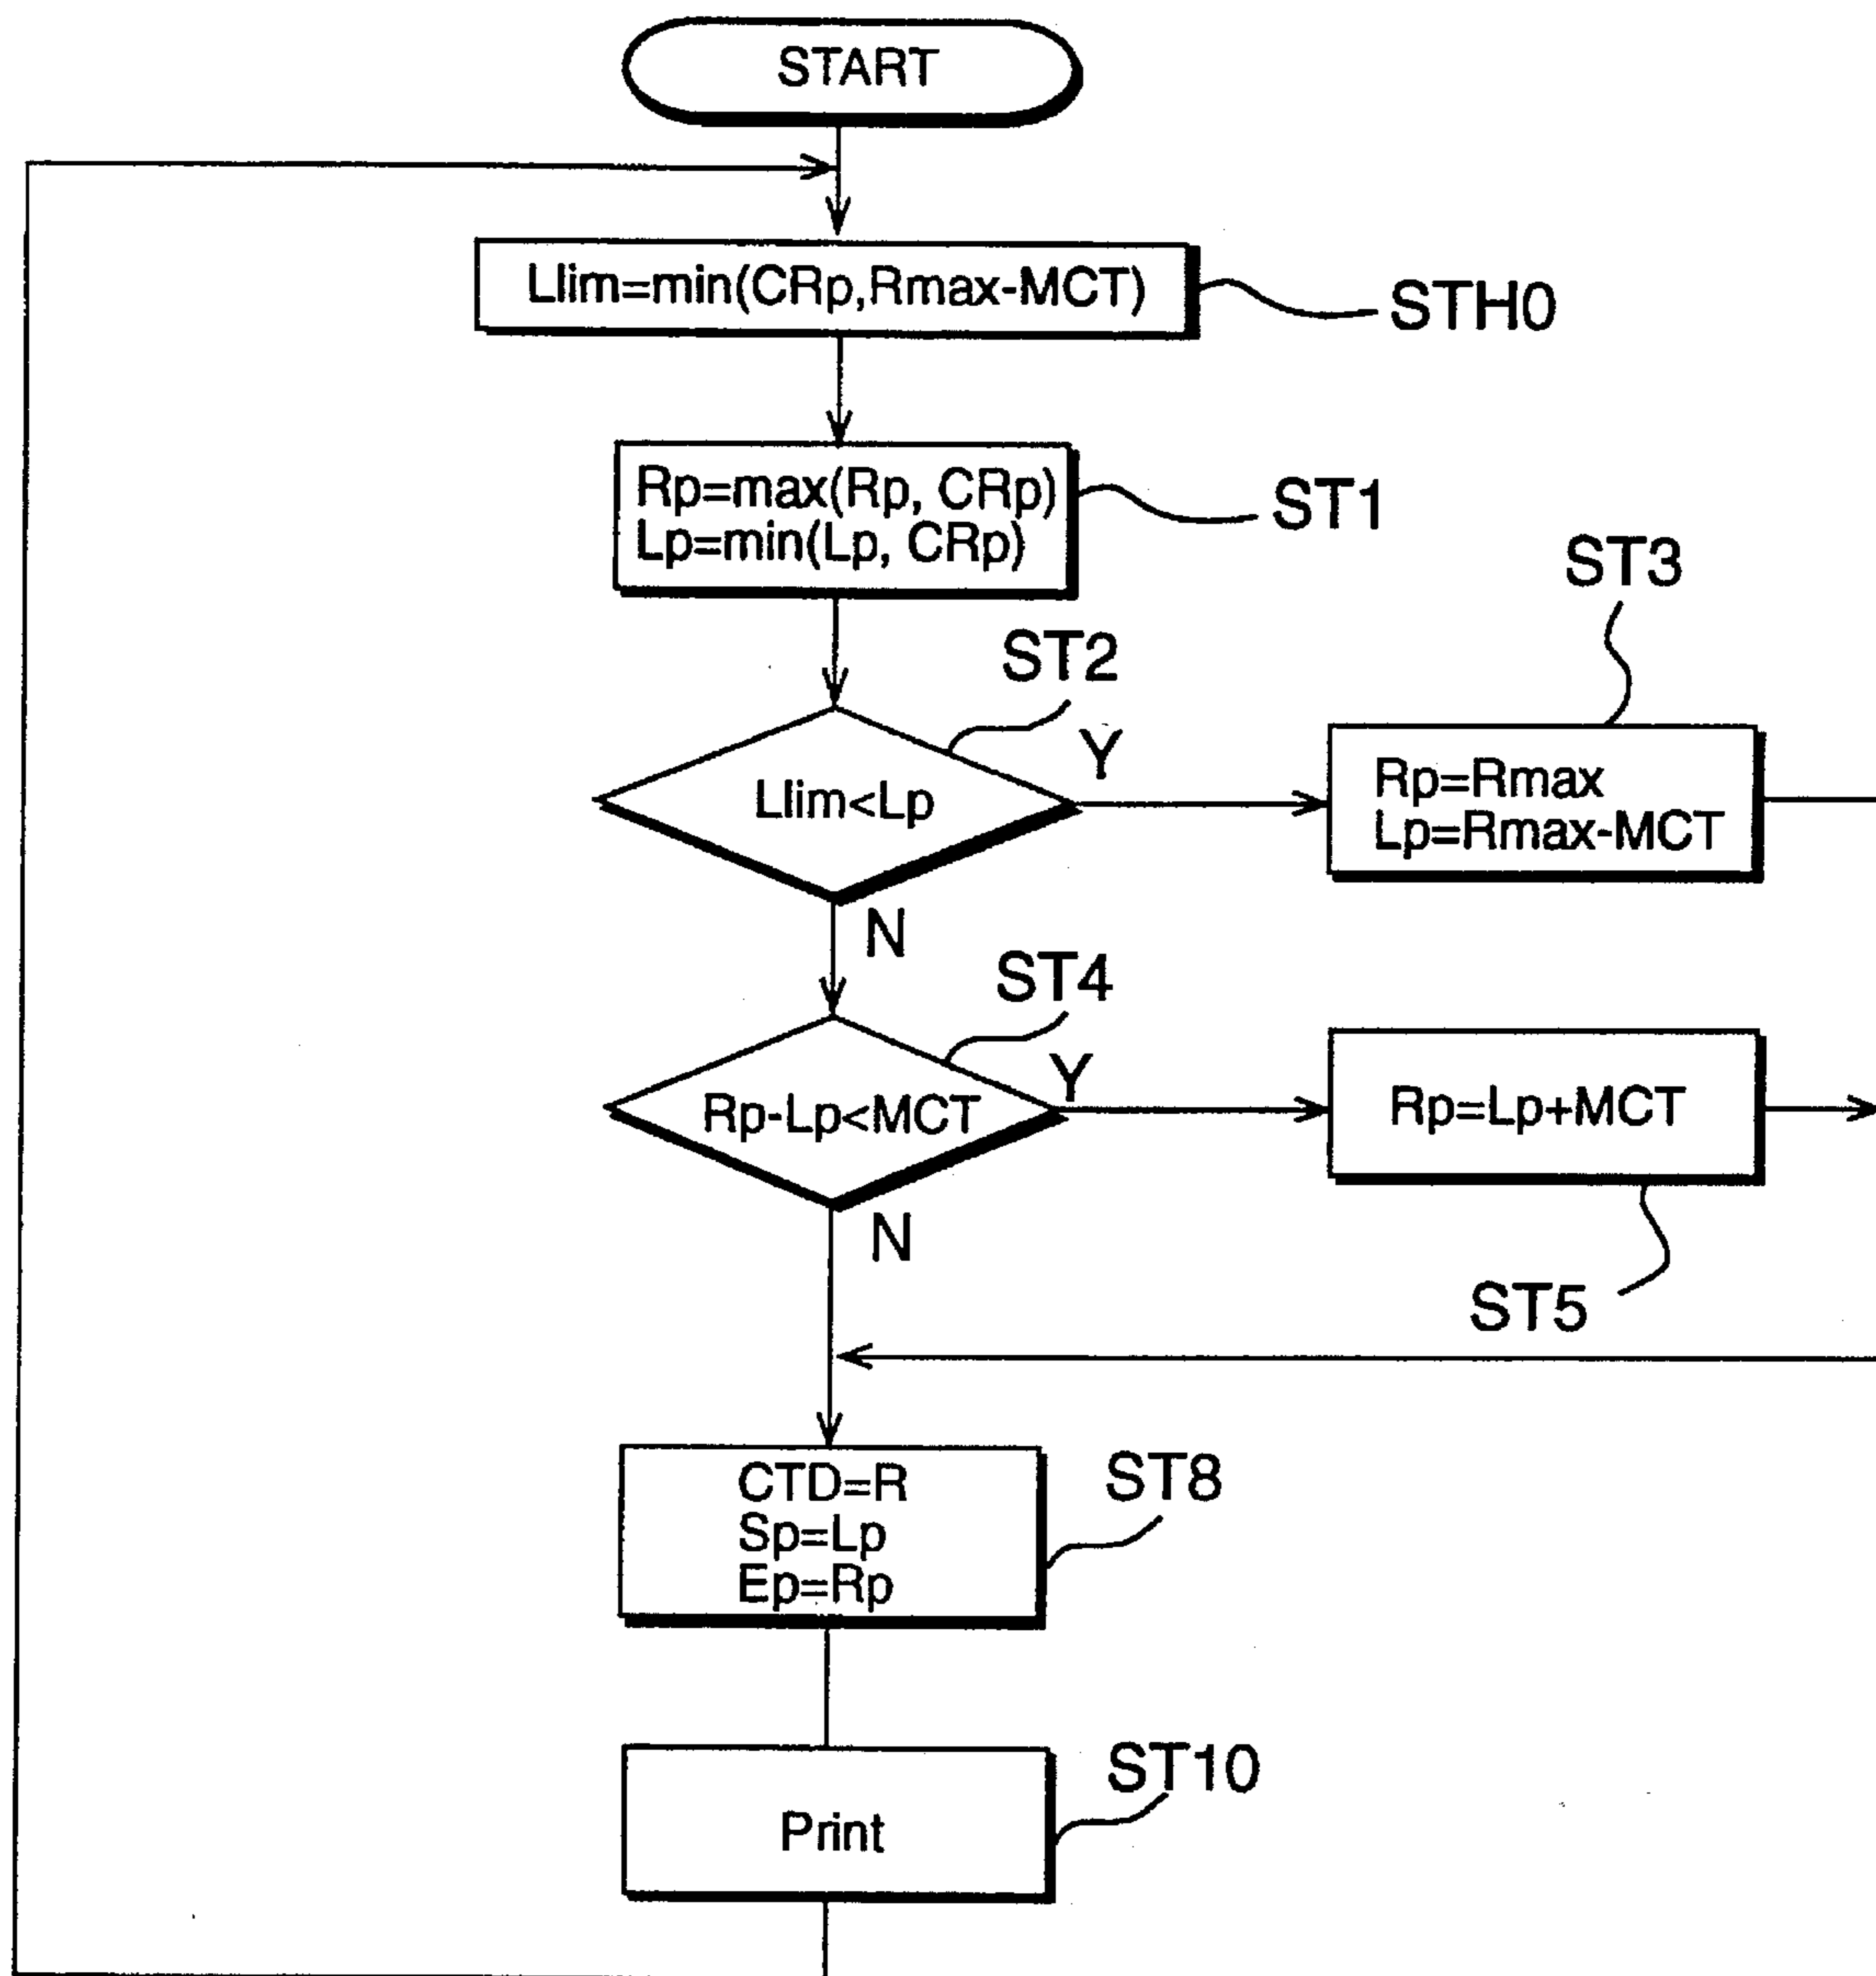 START
Llim=min(CRp,Rmax-MCT)
STH0
Rp=max(Rp, CRp)
Lp=min(Lp, CRp)
ST1
ST3
ST2
Y
Llim<Lp
Rp=Rmax
Lp=Rmax-MCT
N
ST4
Y
Rp-Lp<MCT
Rp=Lp+MCT
N
ST5
CTD=R
Sp=Lp
Ep=Rp
ST8
ST10
Print